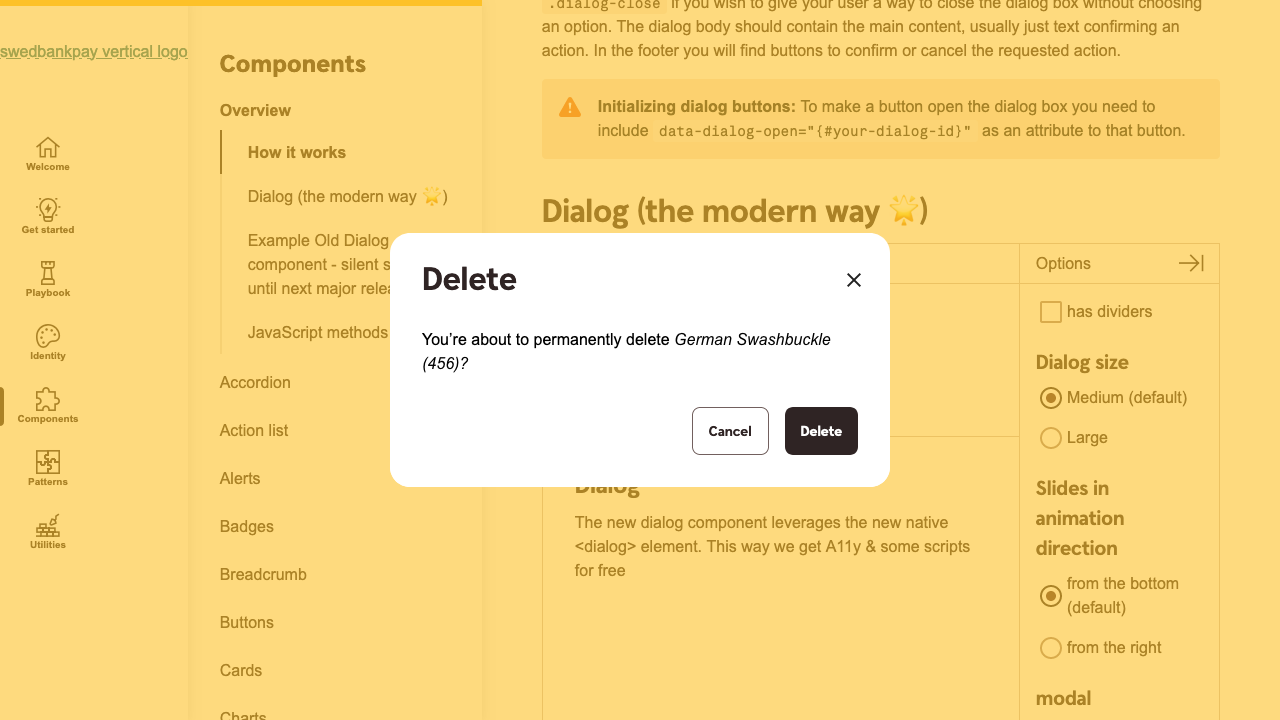 swedbankpay vertical logo
Welcome
Get started
Playbook
Identity
Components
Patterns
Utilities
Components
Overview
How it works
Dialog (the modern way 🌟)
Example Old Dialog
component - silent s
until next major relea
JavaScript methods
Accordion
Action list
Alerts
Badges
Breadcrumb
Buttons
Cards
Charts
.dialog-close if you wish to give your user a way to close the dialog box without choosing
an option. The dialog body should contain the main content, usually just text confirming an
action. In the footer you will find buttons to confirm or cancel the requested action.
Initializing dialog buttons: To make a button open the dialog box you need to
include data-dialog-open="{#your-dialog-id}" as an attribute to that button.
Dialog (the modern way 🌟)
Delete
You’re about to permanently delete German Swashbuckle
(456)?
Cancel
Delete
Dialog
The new dialog component leverages the new native
<dialog> element. This way we get A11y & some scripts
for free
Options
has dividers
Dialog size
Medium (default)
Large
Slides in
animation
direction
from the bottom
(default)
from the right
modal